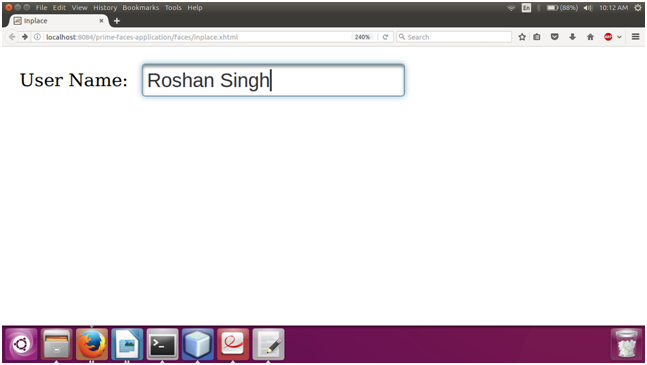 File Edit View History Bookmarks Tools Help
En (88%) 10:12 AM
Inplace
localhost:8084/prime-faces-application/faces/inplace.xhtml 240% Search
User Name: Roshan Singh